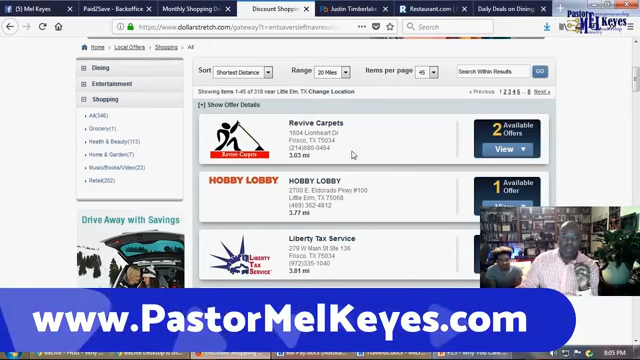 Mel Keyes
Paid2Save - Backoffice
Monthly Shopping De
Discount Shopping
Justin Timberlake
Restaurant.com |
Daily Deals on Dining,
https://www.dollarstretch.com/gateway?t=entsaversleftnavresu
Search
Pastor
MEL Keyes
Home > Local Offers > Shopping > All
Dining
Entertainment
Shopping
All(346)
Grocery(1)
Health & Beauty(113)
Home & Garden(7)
Music/Books/Video(23)
Retail(202)
Drive Away with Savings
Sort Shortest Distance Range 20 Miles Items per page 45 Search Within Results GO
Showing items 1-45 of 318 near Little Elm, TX Change Location
« Previous 1 2 3 4 5 .. 8 Next »
[+] Show Offer Details
Revive Carpets
Revive Carpets
1604 Lionheart Dr
Frisco, TX 75034
(214)680-0464
3.03 mi
2 Available Offers
View
HOBBY LOBBY
HOBBY LOBBY
2700 E. Eldorado Pkwy #100
Little Elm, TX 75068
(469) 362-4812
3.77 mi
1 Available Offer
LIBERTY
TAX
SERVICE
Liberty Tax Service
279 W Main St Ste 136
Frisco, TX 75034
(972)335-1040
3.81 mi
www.PastorMelKeyes.com
8:05 PM